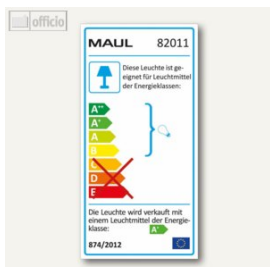 officio
MAUL 82011
Diese Leuchte ist ge-
eignet für Leuchtmittel
der Energieklassen:
A++
A+
A
B
C
D
E
Die Leuchte wird verkauft mit
einem Leuchtmittel der Energie-
klasse: A+
874/2012